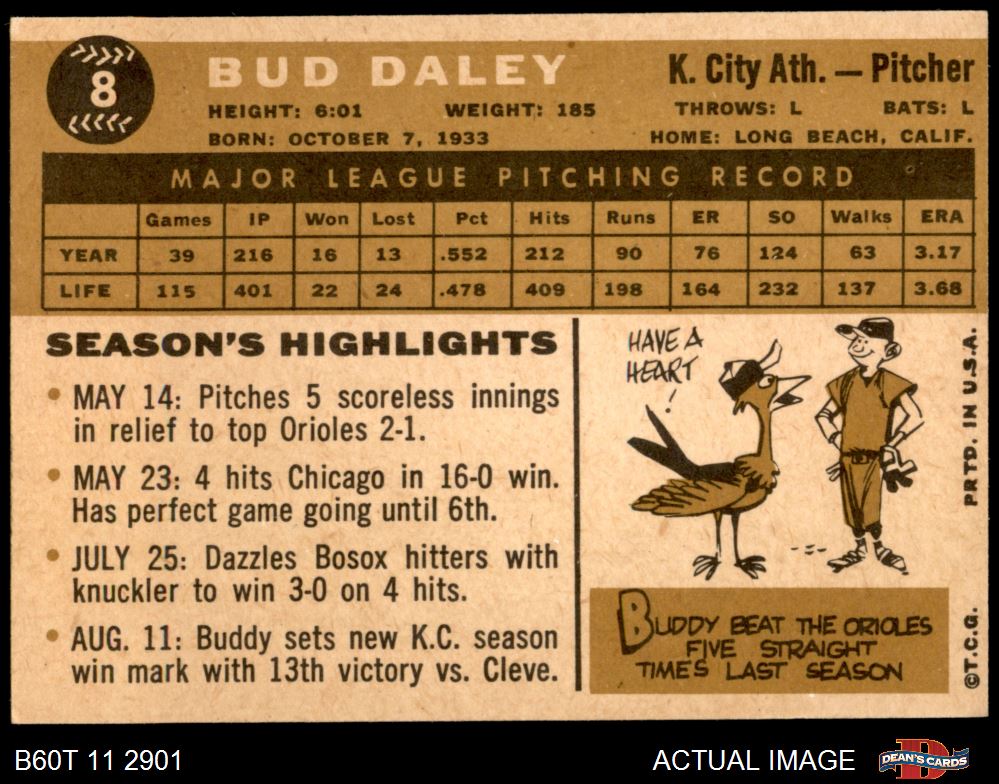 8
BUD DALEY
K. City Ath. — Pitcher
HEIGHT: 6:01 WEIGHT: 185 THROWS: L BATS: L
BORN: OCTOBER 7, 1933 HOME: LONG BEACH, CALIF.
MAJOR LEAGUE PITCHING RECORD
Games IP Won Lost Pct Hits Runs ER SO Walks ERA
YEAR 39 216 16 13 .552 212 90 76 124 63 3.17
LIFE 115 401 22 24 .478 409 198 164 232 137 3.68
SEASON'S HIGHLIGHTS
• MAY 14: Pitches 5 scoreless innings
in relief to top Orioles 2-1.
• MAY 23: 4 hits Chicago in 16-0 win.
Has perfect game going until 6th.
• JULY 25: Dazzles Bosox hitters with
knuckler to win 3-0 on 4 hits.
• AUG. 11: Buddy sets new K.C. season
win mark with 13th victory vs. Cleve.
HAVE A
HEART
!
BUDDY BEAT THE ORIOLES
FIVE STRAIGHT
TIMES LAST SEASON
PRTD. IN U.S.A.
©T.C.G.
B60T 11 2901
ACTUAL IMAGE
D
DEAN'S CARDS